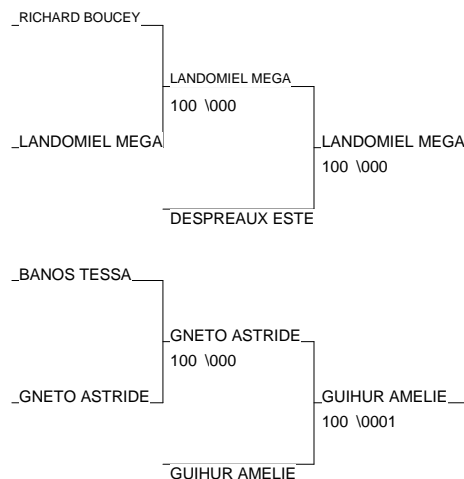 RICHARD BOUCEY
LANDOMIEL MEGA
100 \000
LANDOMIEL MEGA
LANDOMIEL MEGA
100 \000
DESPREAUX ESTE
BANOS TESSA
GNETO ASTRIDE
100 \000
GNETO ASTRIDE
GUIHUR AMELIE
100 \0001
GUIHUR AMELIE